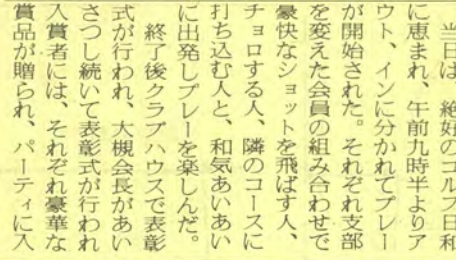 当日は、絶好のゴルフ日和
に恵まれ、午前九時半よりア
ウト、インに分かれてプレー
が開始された。それぞれ支部
を変えた会員の組み合わせで
豪快なショットを飛ばす人、
チョロする人、隣のコースに
打ち込む人と、和気あいあい
に出発しプレーを楽しんだ。
終了後クラブハウスで表彰
式が行われ、大槻会長があい
さつし続いて表彰式が行われ
入賞者には、それぞれ豪華な
賞品が贈られ、パーティに入